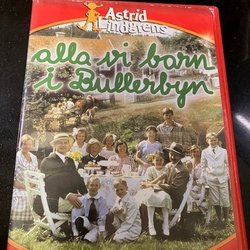 Astrid
Lindgrens
alla vi barn
i Bullerbyn